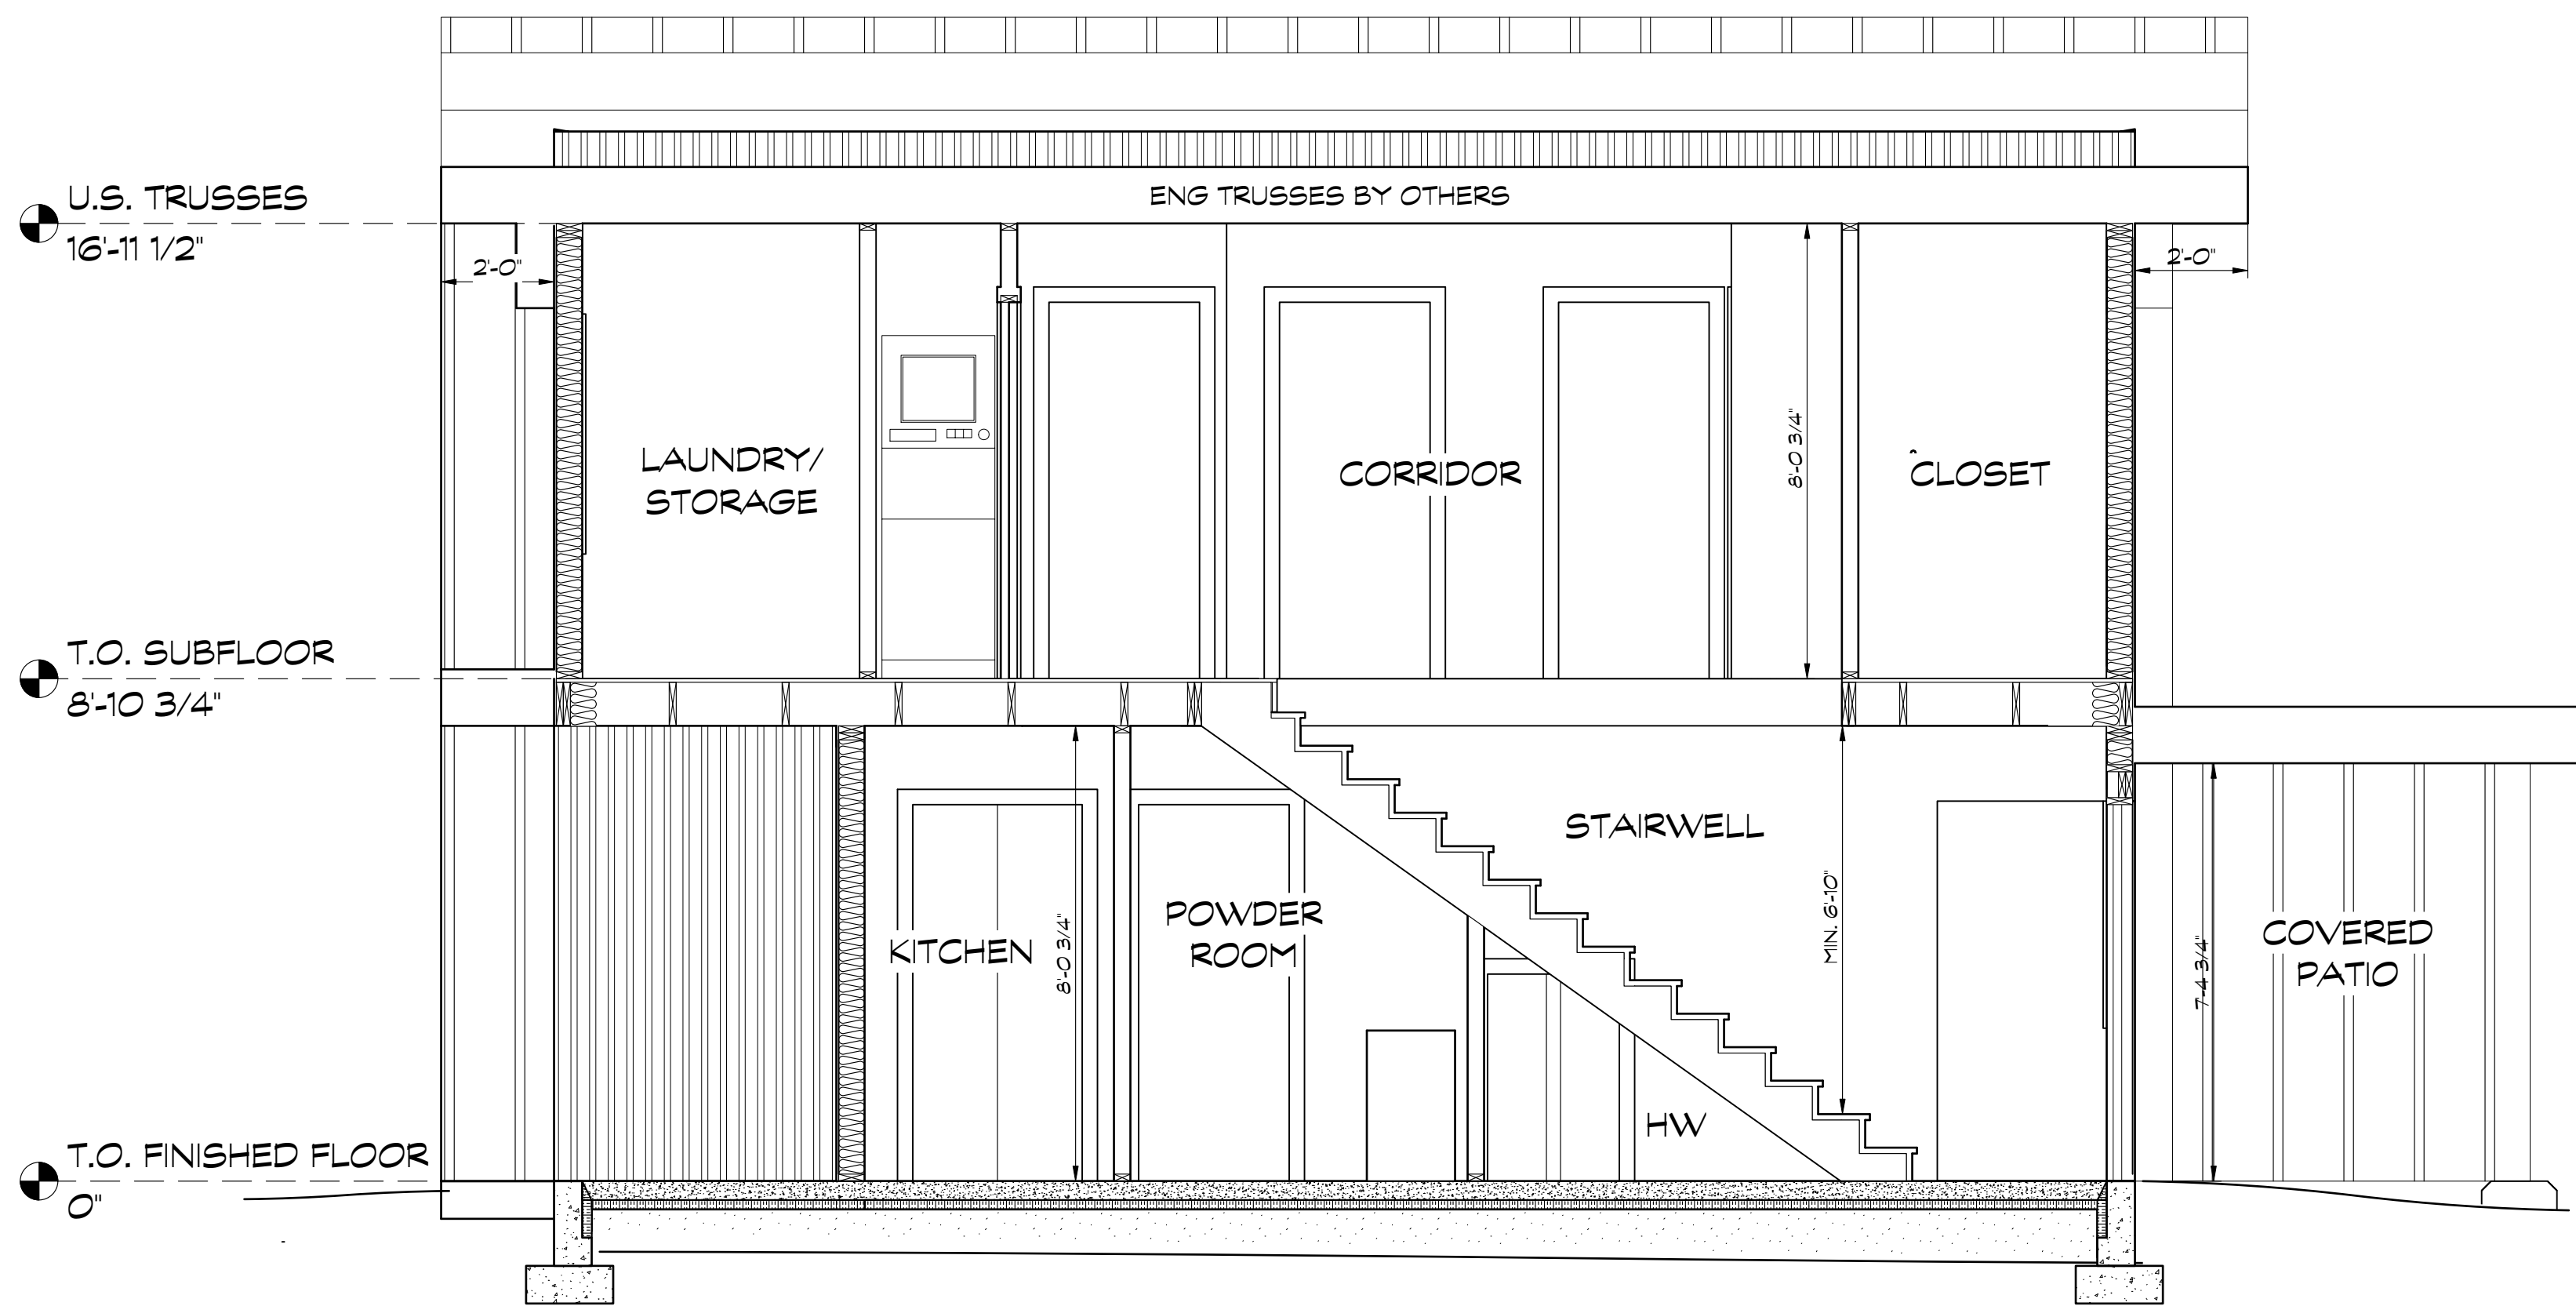 ENG TRUSSES BY OTHERS
U.S. TRUSSES
16'-11 1/2"
2'-0"
2'-0"
LAUNDRY/
STORAGE
CORRIDOR
8'-0 3/4"
CLOSET
T.O. SUBFLOOR
8'-10 3/4"
KITCHEN
8'-0 3/4"
POWDER
ROOM
STAIRWELL
MIN. 6'-10"
HW
7'-4 3/4"
COVERED
PATIO
T.O. FINISHED FLOOR
0"